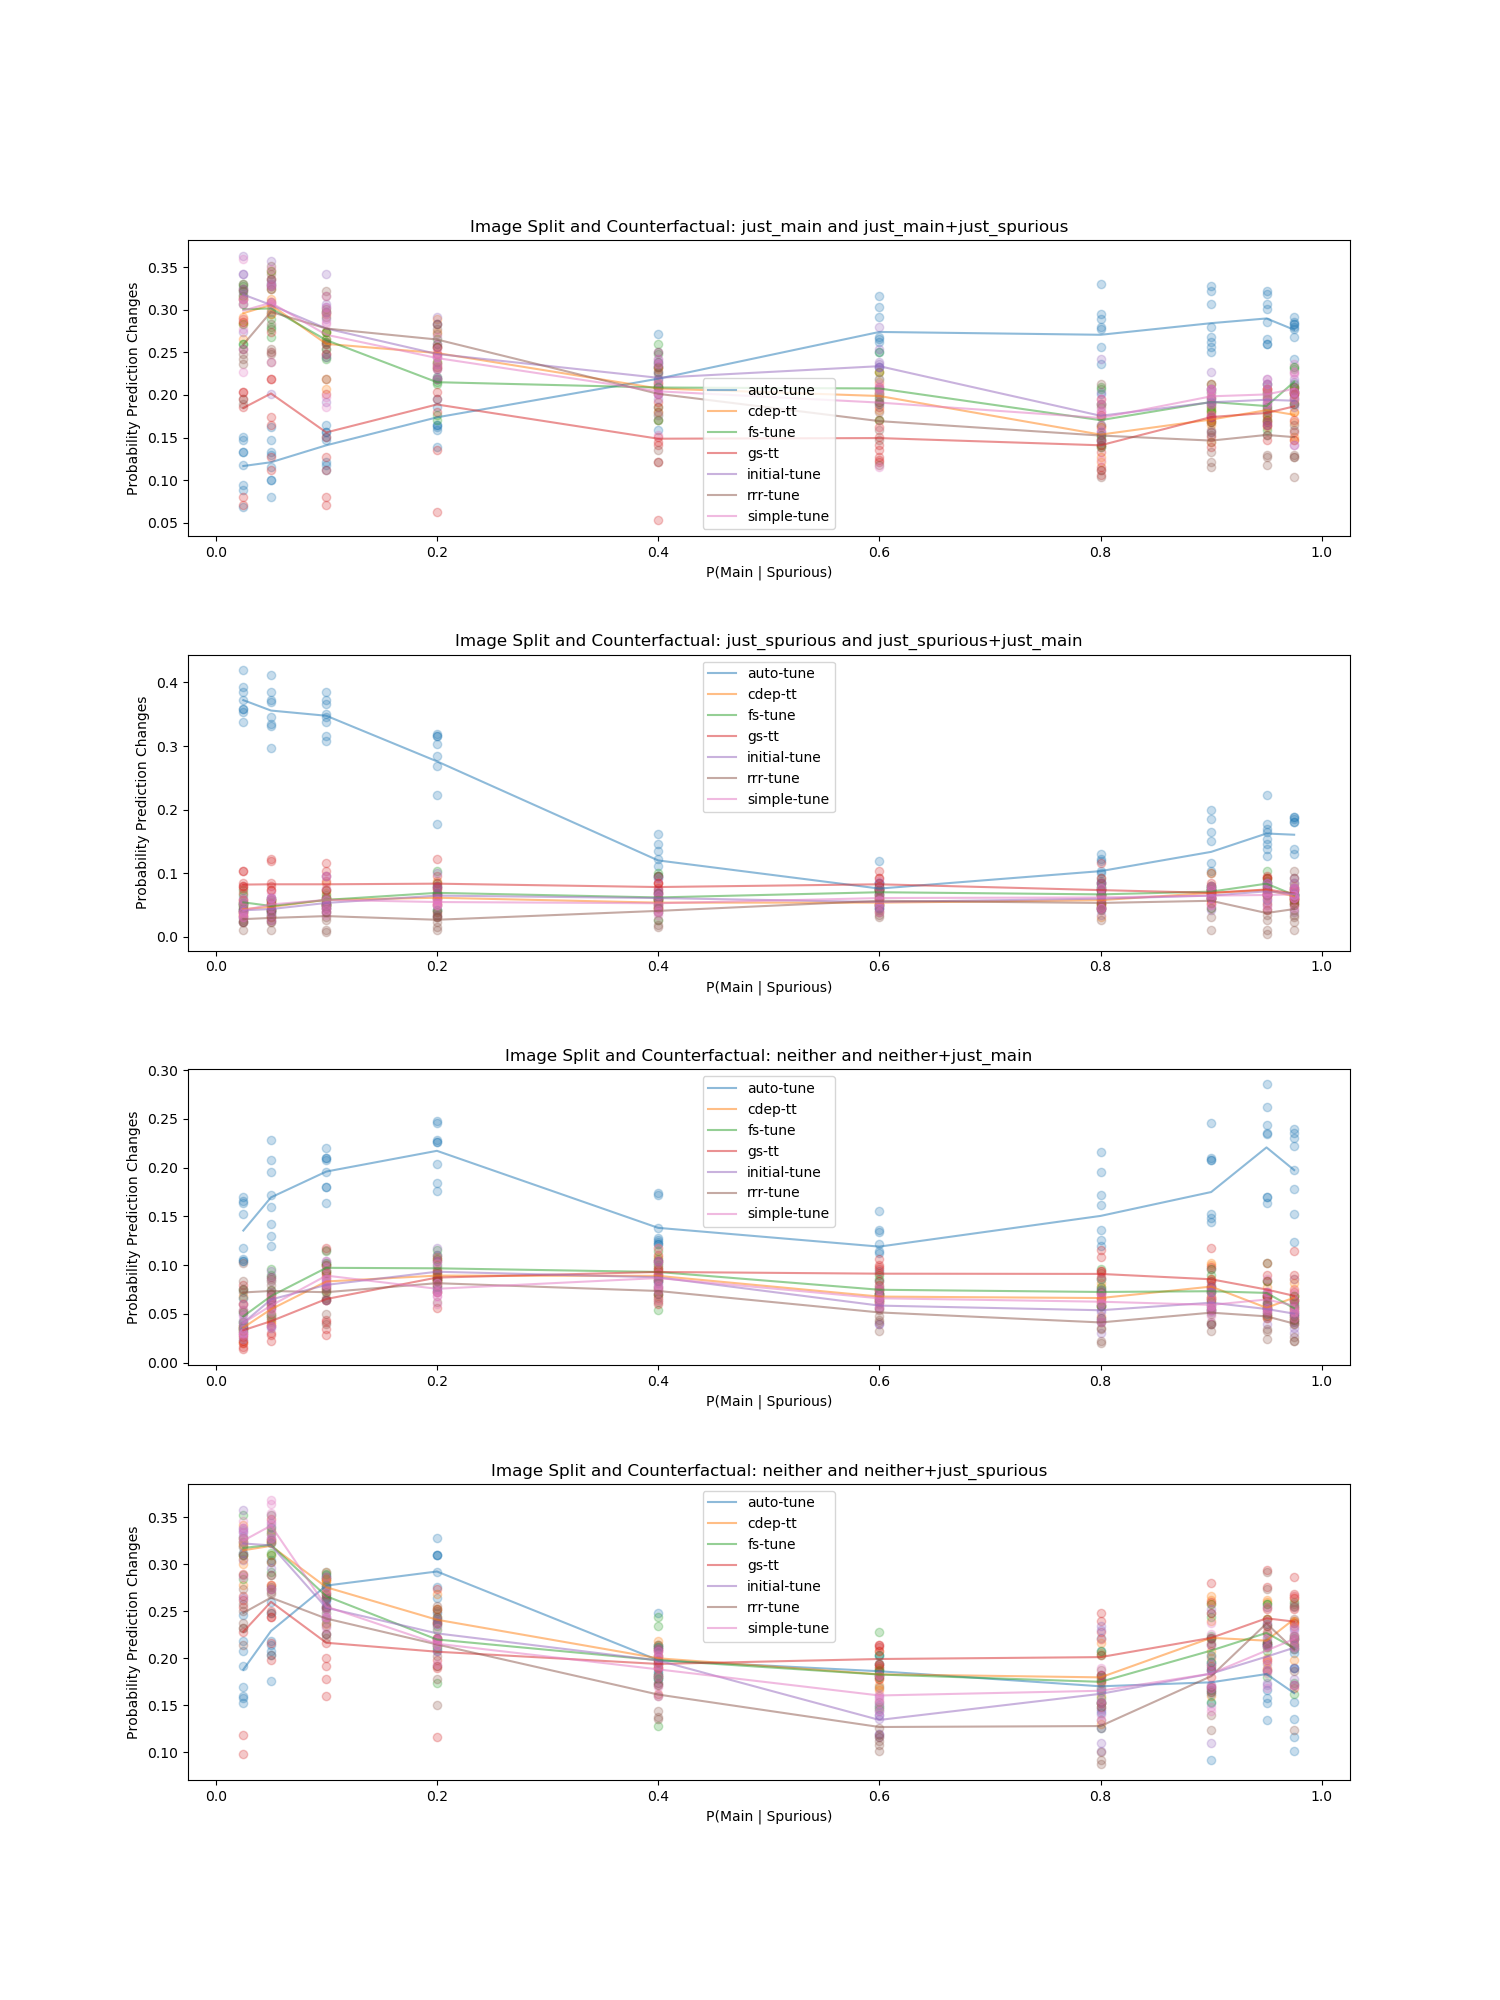 Image Split and Counterfactual: just_main and just_main+just_spurious
Probability Prediction Changes
0.35
0.30
0.25
0.20
0.15
0.10
0.05
auto-tune
cdep-tt
fs-tune
gs-tt
initial-tune
rrr-tune
simple-tune
0.0 0.2 0.4 0.6 0.8 1.0
P(Main | Spurious)
Image Split and Counterfactual: just_spurious and just_spurious+just_main
Probability Prediction Changes
0.4
0.3
0.2
0.1
0.0
auto-tune
cdep-tt
fs-tune
gs-tt
initial-tune
rrr-tune
simple-tune
0.0 0.2 0.4 0.6 0.8 1.0
P(Main | Spurious)
Image Split and Counterfactual: neither and neither+just_main
Probability Prediction Changes
0.30
0.25
0.20
0.15
0.10
0.05
0.00
auto-tune
cdep-tt
fs-tune
gs-tt
initial-tune
rrr-tune
simple-tune
0.0 0.2 0.4 0.6 0.8 1.0
P(Main | Spurious)
Image Split and Counterfactual: neither and neither+just_spurious
Probability Prediction Changes
0.35
0.30
0.25
0.20
0.15
0.10
auto-tune
cdep-tt
fs-tune
gs-tt
initial-tune
rrr-tune
simple-tune
0.0 0.2 0.4 0.6 0.8 1.0
P(Main | Spurious)